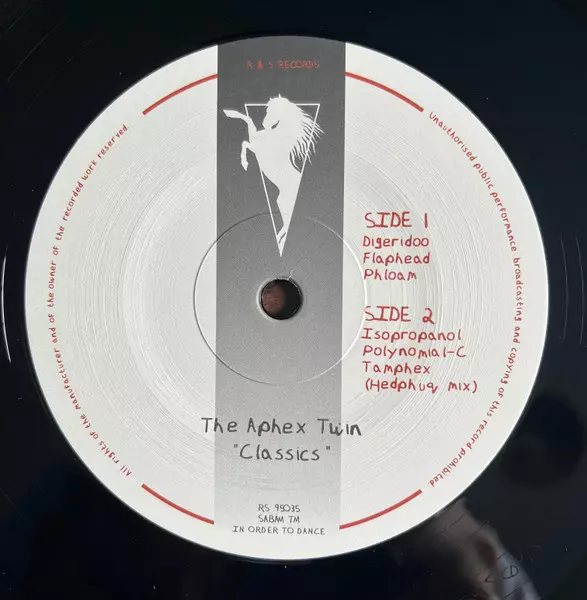 R & S RECORDS
All rights of the manufacturer and of the owner of the recorded work reserved.
Unauthorised public performance broadcasting and copying of this record prohibited.
SIDE 1
Digeridoo
Flaphead
Phloam
SIDE 2
Isopropanol
Polynomial-C
Tamphex
(Hedphuq mix)
The Aphex Twin
"Classics"
RS 95035
SABAM TM
IN ORDER TO DANCE